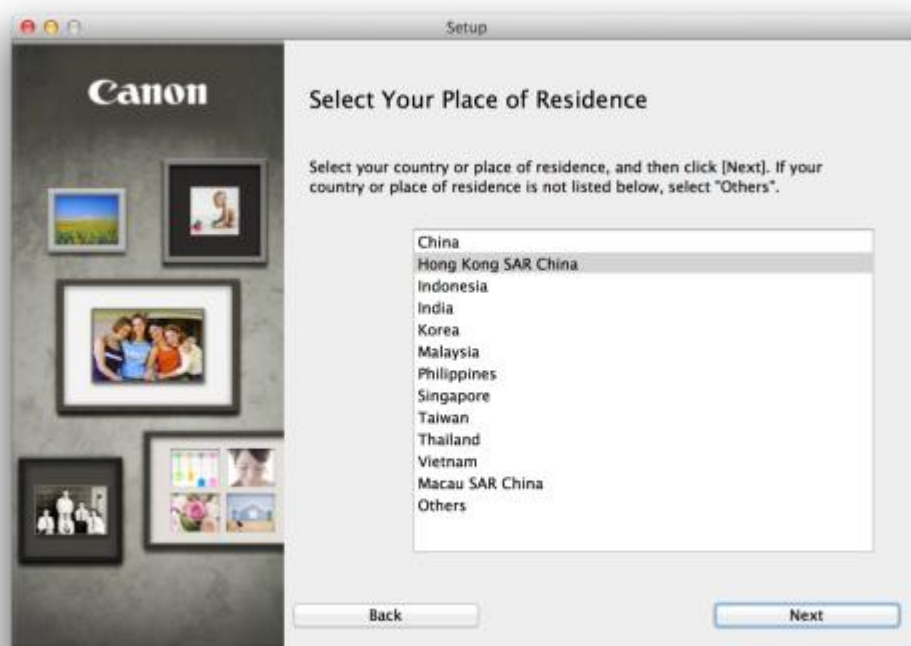 Setup
Canon
Select Your Place of Residence
Select your country or place of residence, and then click [Next]. If your
country or place of residence is not listed below, select "Others".
China
Hong Kong SAR China
Indonesia
India
Korea
Malaysia
Philippines
Singapore
Taiwan
Thailand
Vietnam
Macau SAR China
Others
Back
Next